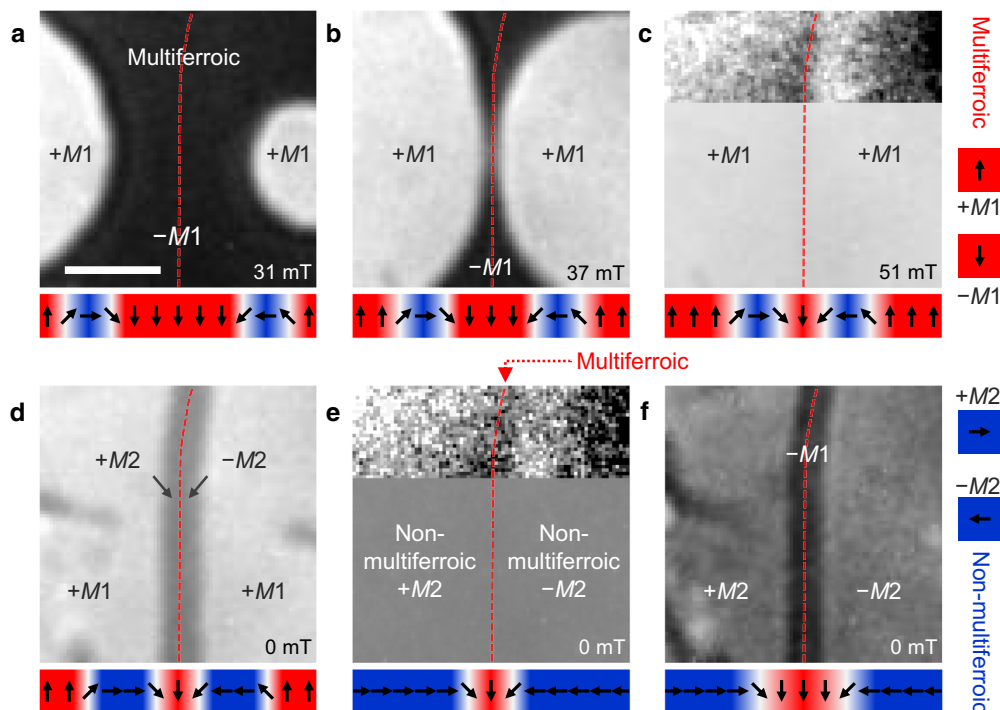 a
Multiferroic
+M1
+M1
−M1
31 mT
b
+M1
+M1
−M1
37 mT
c
+M1
+M1
51 mT
Multiferroic
+M1
−M1
Multiferroic
d
+M2
−M2
+M1
+M1
0 mT
e
Non-
multiferroic
+M2
Non-
multiferroic
−M2
0 mT
f
−M1
+M2
−M2
0 mT
+M2
−M2
Non-multiferroic